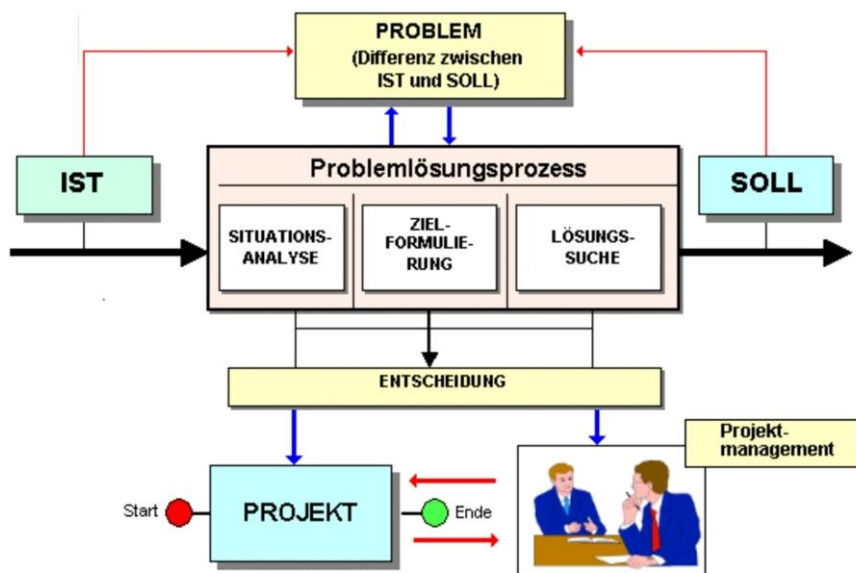 PROBLEM
(Differenz zwischen
IST und SOLL)
IST
Problemlösungsprozess
SOLL
SITUATIONS-
ANALYSE
ZIEL-
FORMULIE-
RUNG
LÖSUNGS-
SUCHE
ENTSCHEIDUNG
Projekt-
management
Start
PROJEKT
Ende